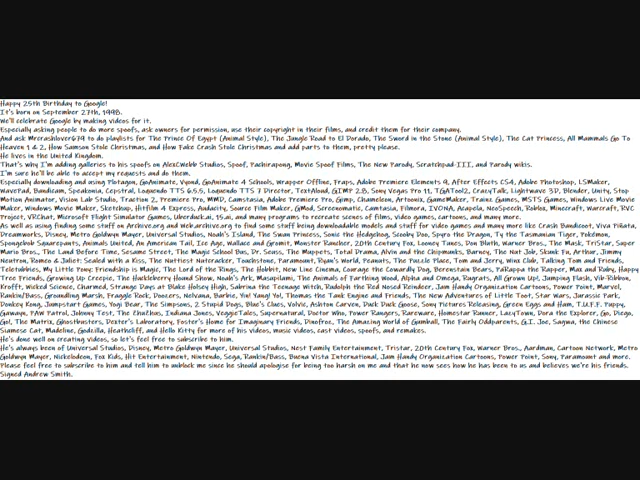 Happy 25th Birthday to Google!
It's born on September 27th, 1998.
We'll celebrate Google by making videos for it.
Especially asking people to do more spoofs, ask owners for permission, use their copyright in their films, and credit them for their company.
And ask Mrcrashlover679 to do playlists for The Prince Of Egypt (Animal Style), The Jungle Road to El Dorado, The Sword in the Stone (Animal Style), The Cat Princess, All Mammals Go To
Heaven 1 & 2, How Samson Stole Christmas, and How Fake Crash Stole Christmas and add parts to them, pretty please.
He lives in the United Kingdom.
That's why I'm adding galleries to his spoofs on AlexCWebb Studios, Spoof, Pachirapong, Movie Spoof Films, The New Parody, Scratchpad-III, and Parody wikis.
I'm sure he'll be able to accept my requests and do them.
Especially downloading and using Plotagon, GoAnimate, Vyond, GoAnimate 4 Schools, Wrapper Offline, Fraps, Adobe Premiere Elements 9, After Effects CS4, Adobe Photoshop, LSMaker,
WavePad, Bandicam, Speakonia, Cepstral, Loquendo TTS 6.5.5, Loquendo TTS 7 Director, TextAloud, GIMP 2.8, Sony Vegas Pro 11, TGATool2, CrazyTalk, Lightwave 3D, Blender, Unity, Stop
Motion Animator, Vision Lab Studio, Traction 2, Premiere Pro, MMD, Camstasia, Adobe Premiere Pro, Gimp, Chameleon, Artoonix, GameMaker, Trainz Games, MSTS Games, Windows Live Movie
Maker, Windows Movie Maker, Sketchup, Hitfilm 4 Express, Audacity, Source Film Maker, GMod, Screenomatic, Camtasia, Filmora, IVONA, Acapela, NeoSpeech, Roblox, Minecraft, Warcraft, RVC
Project, VRChat, Microsoft Flight Simulator Games, Uberduck.ai, 15.ai, and many programs to recreate scenes of films, video games, cartoons, and many more.
As well as using finding some stuff on Archive.org and Web.archive.org to find some stuff being downloadable models and stuff for video games and many more like Crash Bandicoot, Viva Piñata,
Dreamworks, Disney, Metro Goldwyn Mayer, Universal Studios, Noah's Island, The Swan Princess, Sonic the Hedgehog, Scooby Doo, Spyro the Dragon, Ty the Tasmanian Tiger, Pokémon,
Spongebob Squarepants, Animals United, An American Tail, Ice Age, Wallace and Gromit, Monster Rancher, 20th Century Fox, Looney Tunes, Don Bluth, Warner Bros., The Mask, TriStar, Super
Mario Bros., The Land Before Time, Sesame Street, The Magic School Bus, Dr. Seuss, The Muppets, Total Drama, Alvin and the Chipmunks, Barney, The Nut Job, Skunk Fu, Arthur, Jimmy
Neutron, Romeo & Juliet: Sealed with a Kiss, The Nuttiest Nutcracker, Touchstone, Paramount, Ryan's World, Peanuts, The Puzzle Place, Tom and Jerry, Winx Club, Talking Tom and Friends,
Teletubbies, My Little Pony: Friendship is Magic, The Lord of the Rings, The Hobbit, New Line Cinema, Courage the Cowardly Dog, Berenstain Bears, PaRappa the Rapper, Max and Ruby, Happy
Tree Friends, Growing Up Creepie, The Huckleberry Hound Show, Noah's Ark, Masupilami, The Animals of Farthing Wood, Alpha and Omega, Rugrats, All Grown Up!, Jumping Flash, Vib-Ribbon,
Krofft, Wicked Science, Charmed, Strange Days at Blake Holsey High, Sabrina the Teenage Witch, Rudolph the Red Nosed Reindeer, Jam Handy Organization Cartoons, Power Point, Marvel,
Rankin/Bass, Groundling Marsh, Fraggle Rock, Doozers, Nelvana, Barbie, Yin! Yang! Yo!, Thomas the Tank Engine and Friends, The New Adventures of Little Toot, Star Wars, Jurassic Park,
Donkey Kong, Jumpstart Games, Yogi Bear, The Simpsons, 2 Stupid Dogs, Blue's Clues, Volvic, Ashton Carven, Duck Duck Goose, Sony Pictures Releasing, Green Eggs and Ham, T.U.F.F. Puppy,
Gawayn, PAW Patrol, Johnny Test, The ZhuZhus, Indiana Jones, VeggieTales, Supernatural, Doctor Who, Power Rangers, Rareware, Homestar Runner, LazyTown, Dora the Explorer, Go, Diego,
Go!, The Matrix, Ghostbusters, Dexter's Laboratory, Foster's Home for Imaginary Friends, Dinofroz, The Amazing World of Gumball, The Fairly Oddparents, G.I. Joe, Sagwa, the Chinese
Siamese Cat, Madeline, Godzilla, Heathcliff, and Hello Kitty for more of his videos, music videos, cast videos, spoofs, and remakes.
He's done well on creating videos, so let's feel free to subscribe to him.
He's always been of Universal Studios, Disney, Metro Goldwyn Mayer, Universal Studios, Nest Family Entertainment, Tristar, 20th Century Fox, Warner Bros., Aardman, Cartoon Network, Metro
Goldwyn Mayer, Nickelodeon, Fox Kids, Hit Entertainment, Nintendo, Sega, Rankin/Bass, Buena Vista International, Jam Handy Organization Cartoons, Power Point, Sony, Paramount and more.
Please feel free to subscribe to him and tell him to unblock me since he should apologise for being too harsh on me and that he now sees how he has been to us and believes we're his friends.
Signed Andrew Smith.